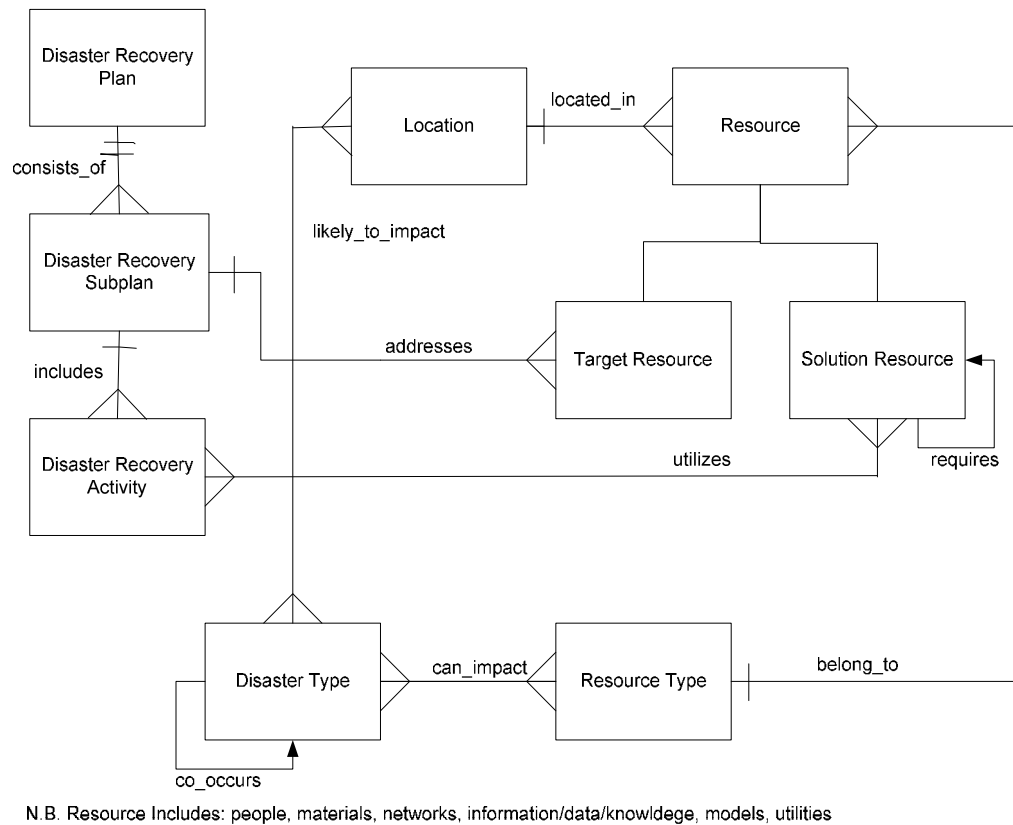 Disaster Recovery
Plan
consists_of
Disaster Recovery
Subplan
includes
Disaster Recovery
Activity
Location
located_in
Resource
likely_to_impact
addresses
Target Resource
Solution Resource
requires
utilizes
Disaster Type
can_impact
Resource Type
belong_to
co_occurs
N.B. Resource Includes: people, materials, networks, information/data/knowldege, models, utilities